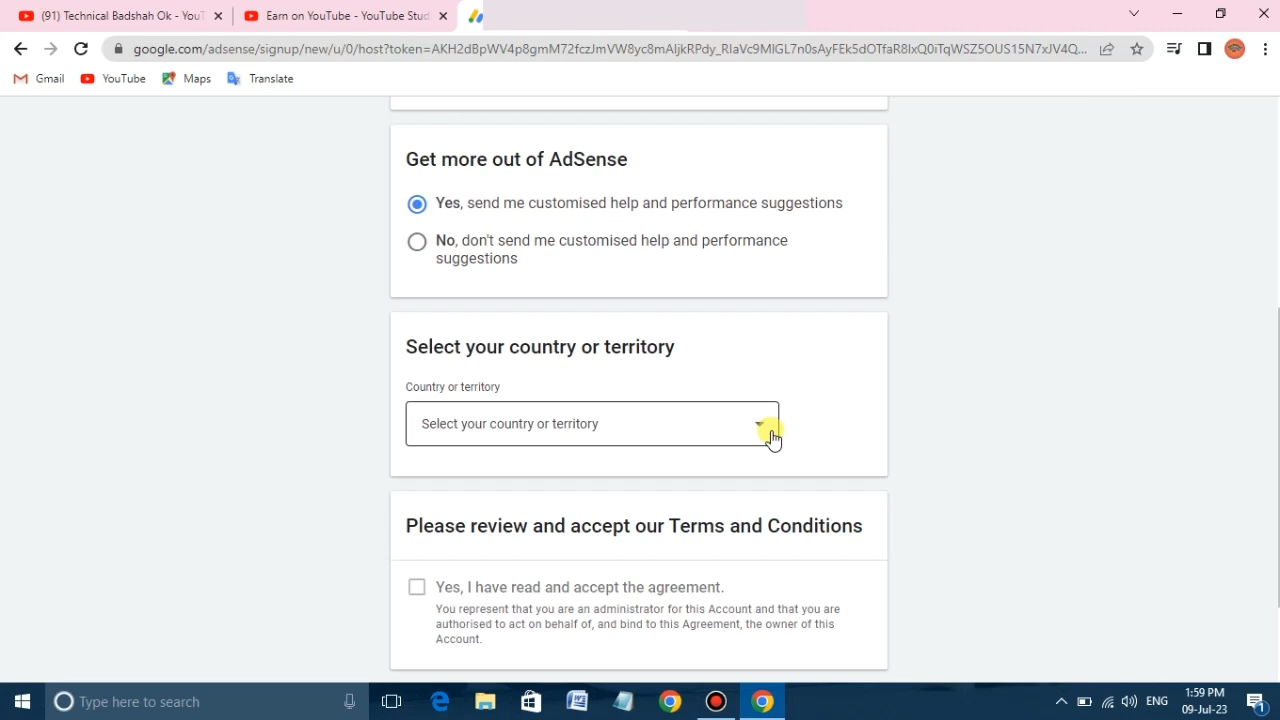 (91) Technical Badshah Ok - YouT
Earn on YouTube - YouTube Stud
google.com/adsense/signup/new/u/0/host?token=AKH2dBpWV4p8gmM72fczJmVW8yc8mAljkRPdy_RIaVc9MlGL7n0sAyFEk5dOTfaR8lxQ0iTqWSZ5OUS15N7xJV4Q...
Gmail
YouTube
Maps
Translate
Get more out of AdSense
Yes, send me customised help and performance suggestions
No, don't send me customised help and performance
suggestions
Select your country or territory
Country or territory
Select your country or territory
Please review and accept our Terms and Conditions
Yes, I have read and accept the agreement.
You represent that you are an administrator for this Account and that you are
authorised to act on behalf of, and bind to this Agreement, the owner of this
Account.
Type here to search
ENG
1:59 PM
09-Jul-23
1